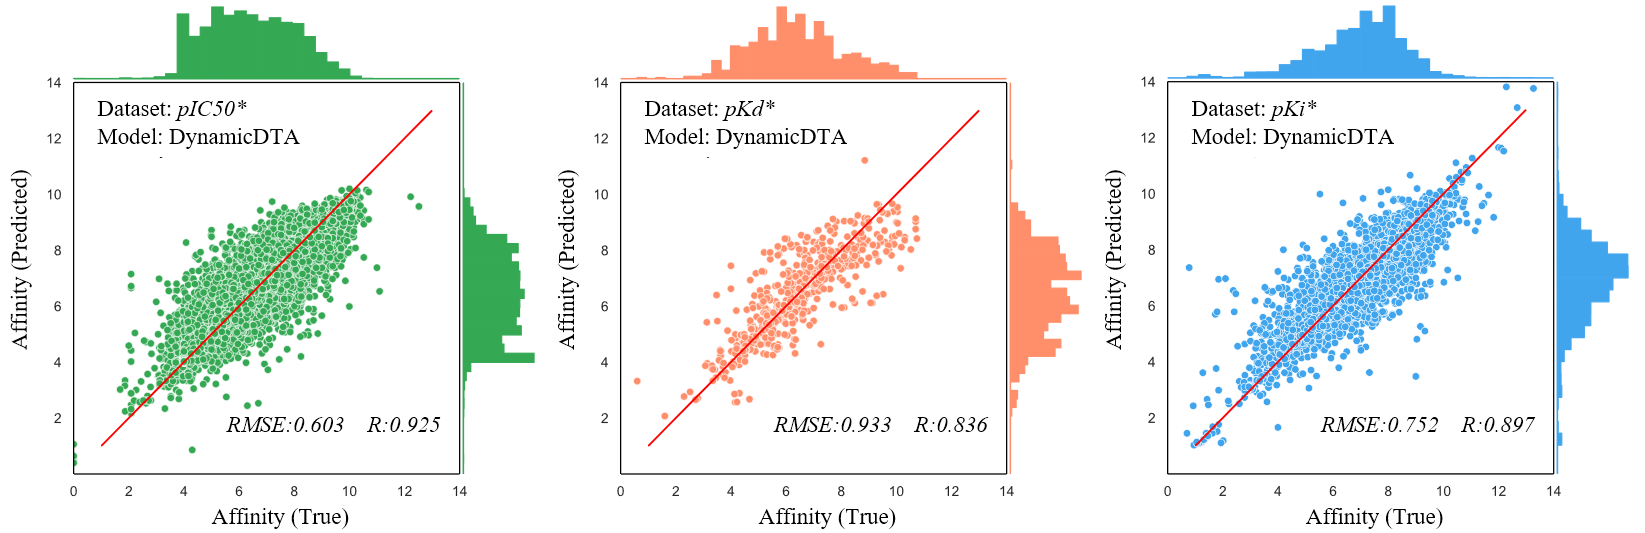 Dataset: pIC50*
Model: DynamicDTA
RMSE:0.603 R:0.925
Affinity (Predicted)
14
12
10
8
6
4
2
0 2 4 6 8 10 12 14
Affinity (True)
Dataset: pKd*
Model: DynamicDTA
RMSE:0.933 R:0.836
Affinity (Predicted)
14
12
10
8
6
4
2
0 2 4 6 8 10 12 14
Affinity (True)
Dataset: pKi*
Model: DynamicDTA
RMSE:0.752 R:0.897
Affinity (Predicted)
14
12
10
8
6
4
2
0 2 4 6 8 10 12 14
Affinity (True)